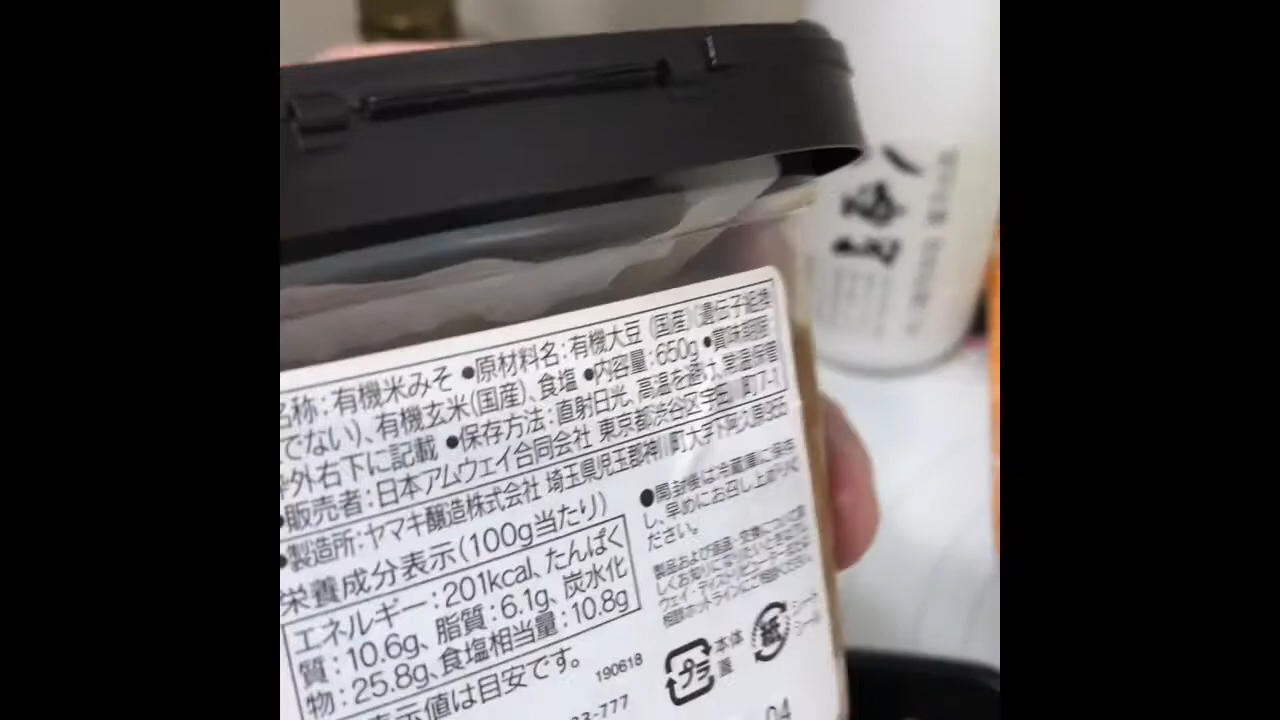 名称：有機米みそ ●原材料名：有機大豆（国産）（遺伝子組換
でない）、有機玄米（国産）、食塩 ●内容量：650g ●賞味期限：
枠外右下に記載 ●保存方法：直射日光、高温を避け、常温保管
●販売者：日本アムウェイ合同会社 東京都渋谷区宇田川町7-1
●製造所：ヤマキ醸造株式会社 埼玉県児玉郡神川町大字下阿久原955
栄養成分表示（100g当たり）
エネルギー：201kcal、たんぱく
質：10.6g、脂質：6.1g、炭水化
物：25.8g、食塩相当量：10.8g
表示値は目安です。
190618
●開封後は冷蔵庫に保存
し、早めにお召し上がりく
ださい。
プラ
本体
蓋
紙
シール
04
八海山